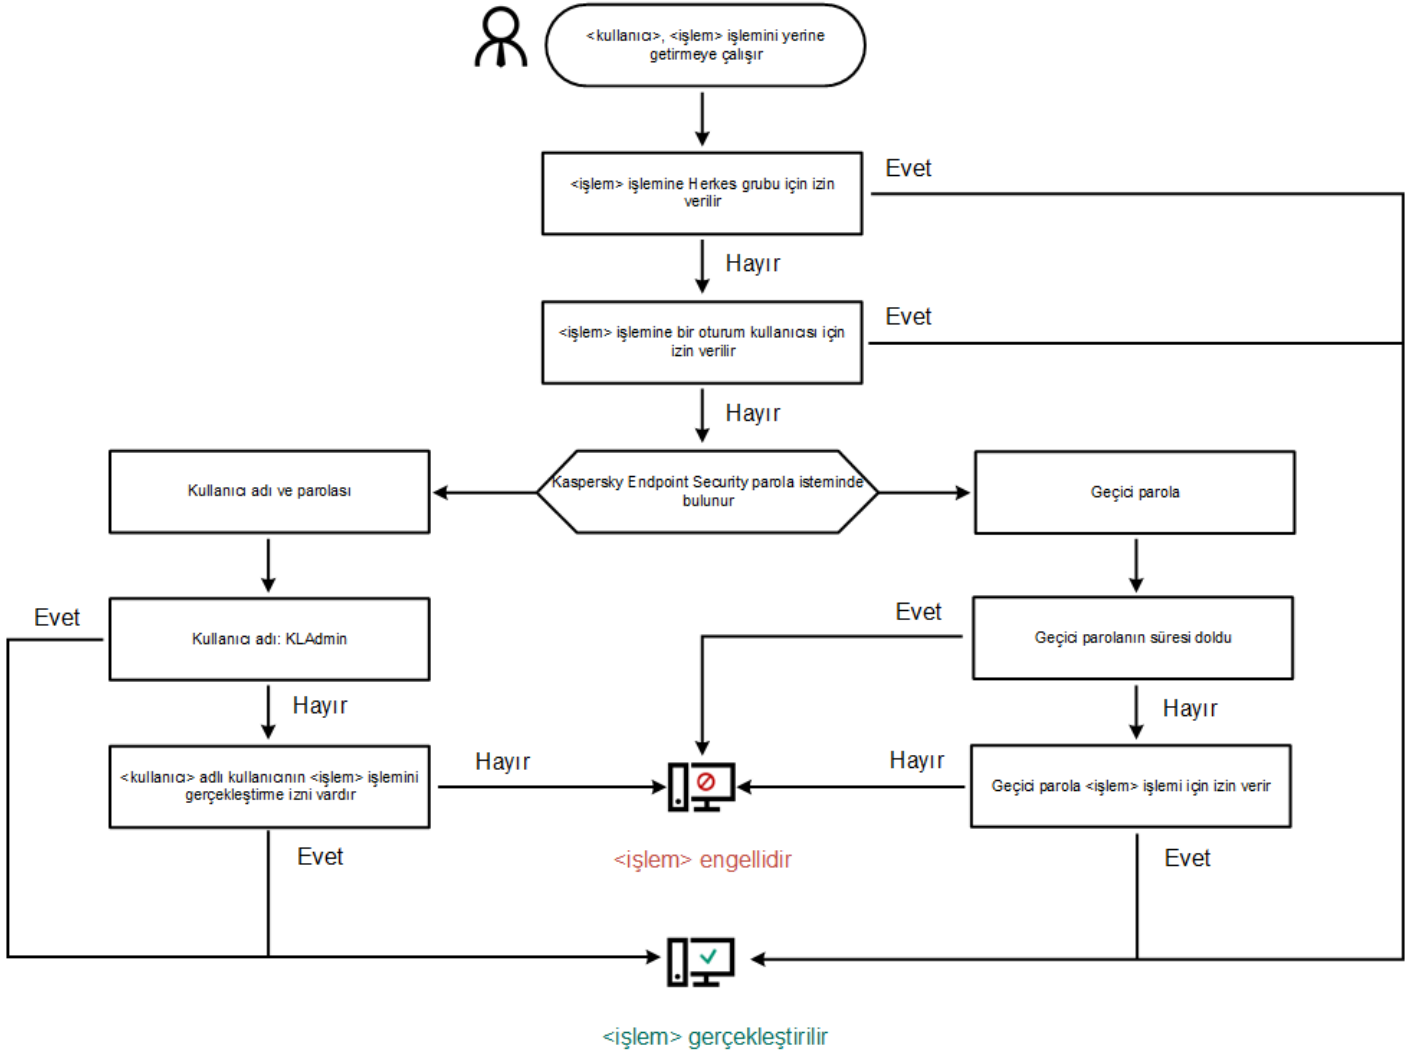 <kullanıcı>, <işlem> işlemini yerine
getirmeye çalışır
Evet
<işlem> işlemine Herkes grubu için izin
verilir
Hayır
Evet
<işlem> işlemine bir oturum kullanıcısı için
izin verilir
Hayır
Kullanıcı adı ve parolası
Kaspersky Endpoint Security parola isteminde
bulunur
Geçici parola
Evet
Kullanıcı adı: KLAdmin
Evet
Geçici parolanın süresi doldu
Hayır
Hayır
<kullanıcı> adlı kullanıcının <işlem> işlemini
gerçekleştirme izni vardır
Hayır
Hayır
Geçici parola <işlem> işlemi için izin verir
Evet
<işlem> engellidir
Evet
<işlem> gerçekleştirilir